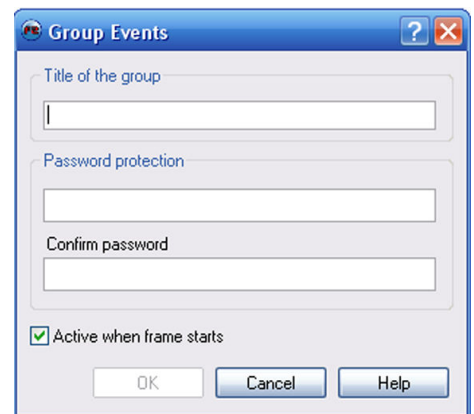 Group Events
Title of the group
Password protection
Confirm password
Active when frame starts
OK Cancel Help